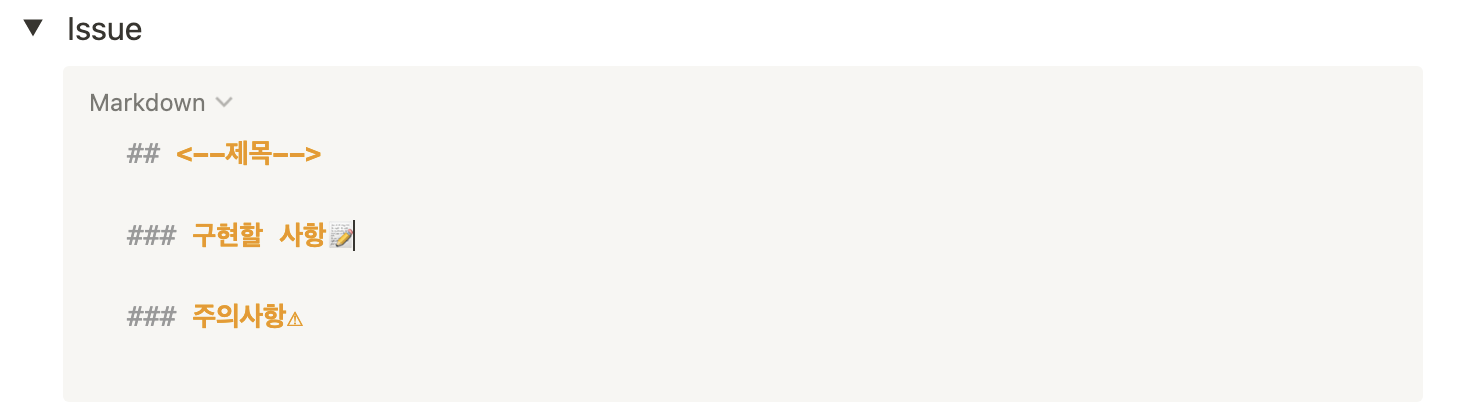 ▼ Issue
Markdown
## <--제목-->
### 구현할 사항📝
### 주의사항⚠